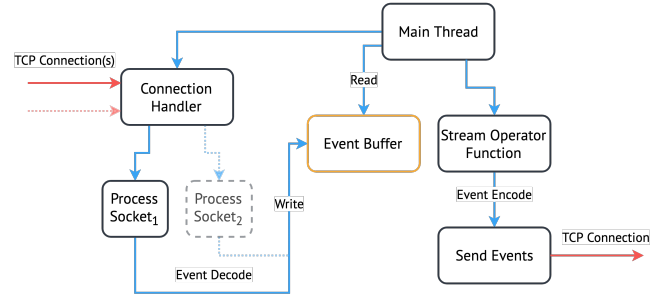 Main Thread
TCP Connection(s)
Connection
Handler
Read
Event Buffer
Stream Operator
Function
Process
Socket₁
Process
Socket₂
Write
Event Encode
Event Decode
Send Events
TCP Connection